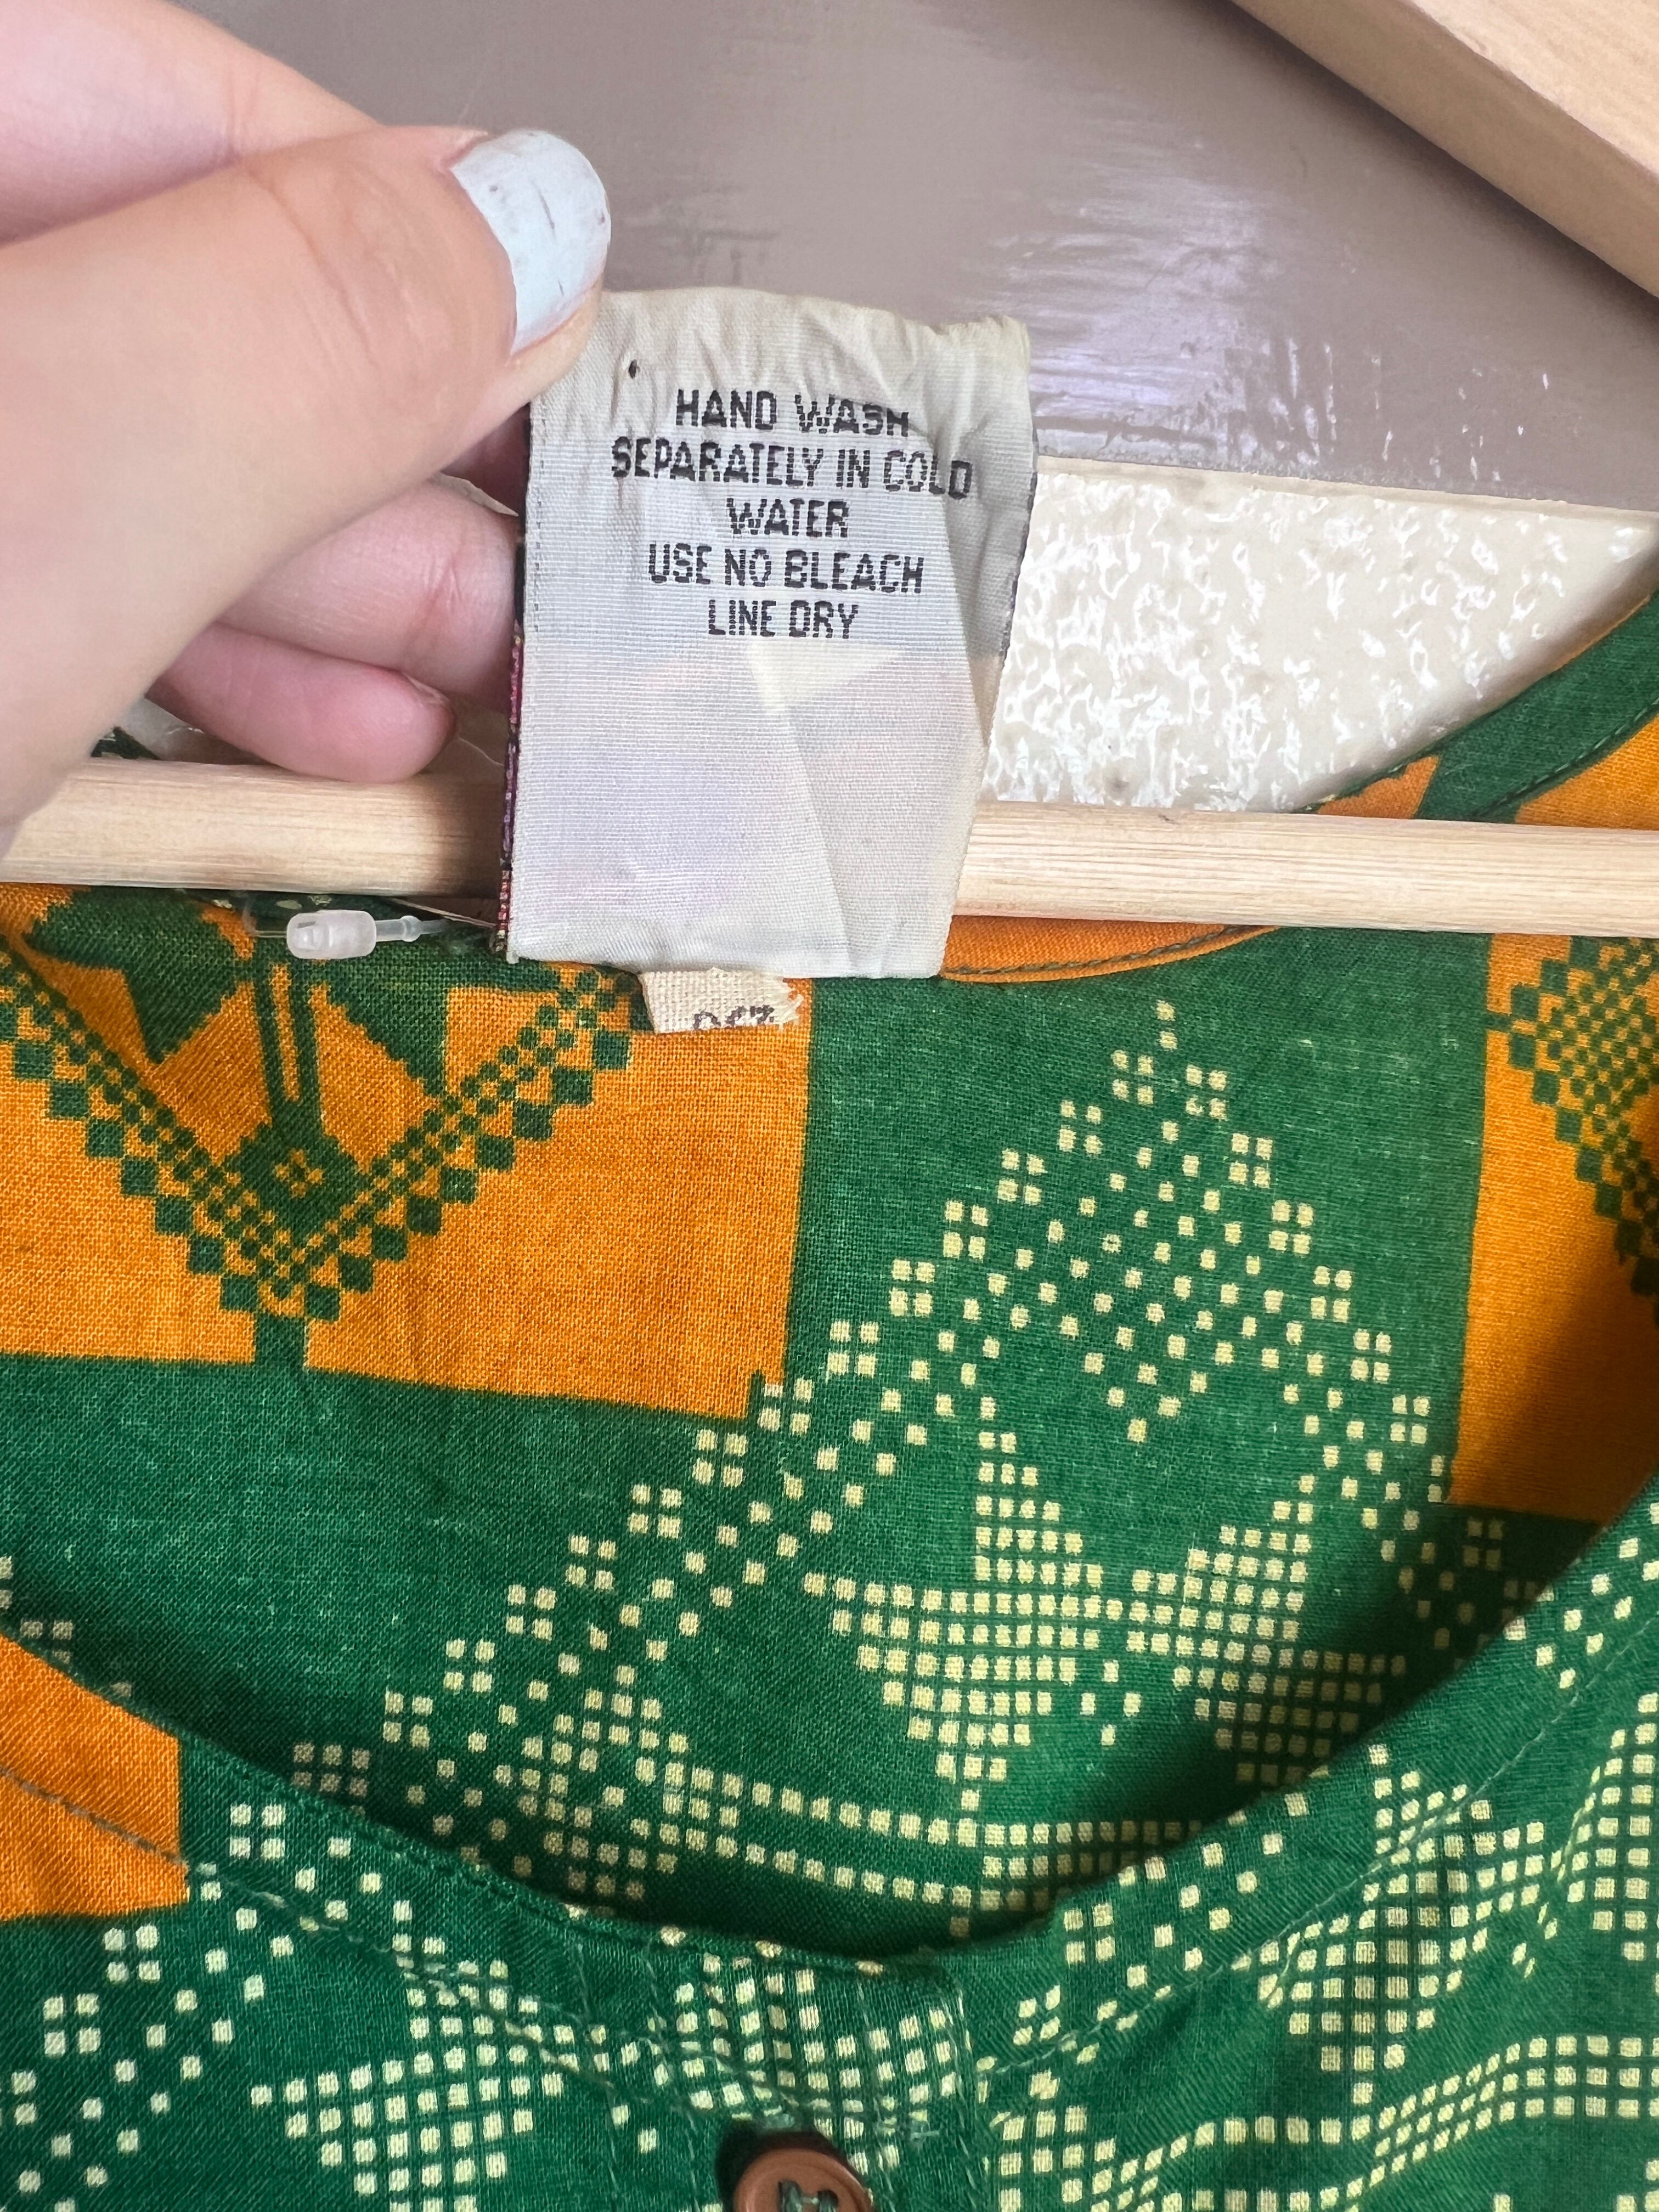 HAND WASH
SEPARATELY IN COLD
WATER
USE NO BLEACH
LINE DRY